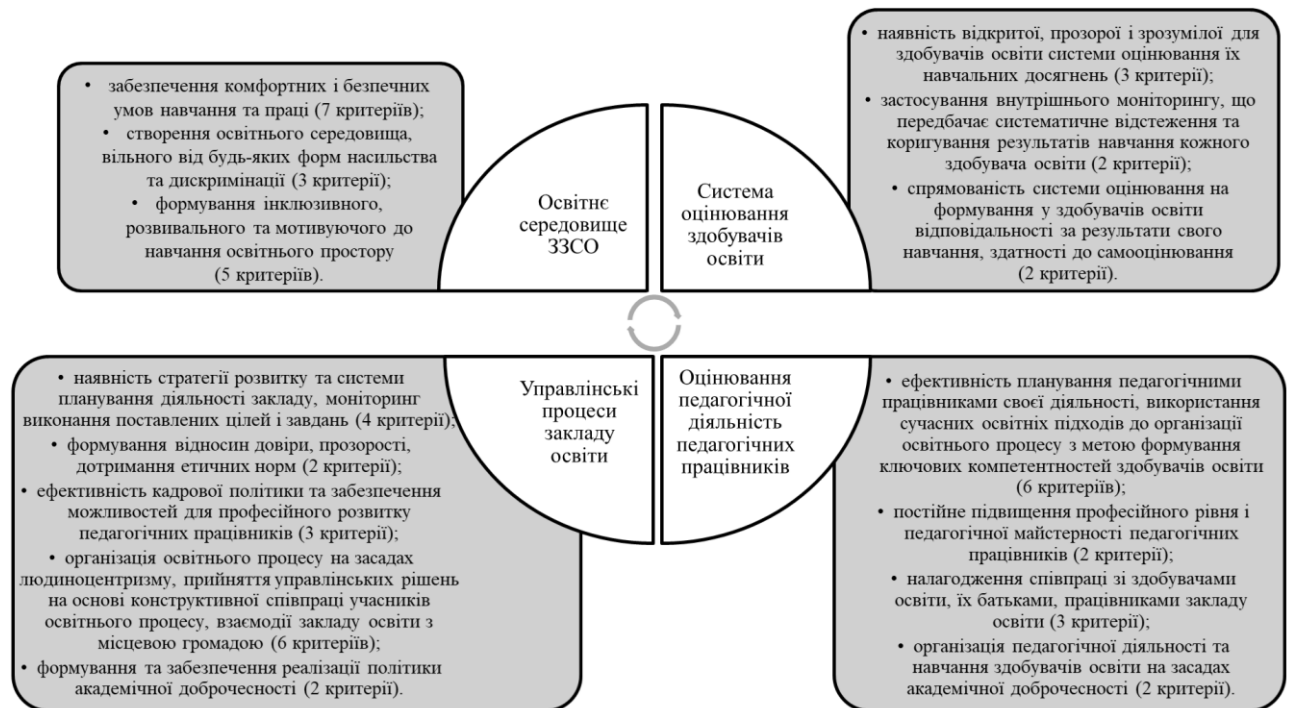 • забезпечення комфортних і безпечних
умов навчання та праці (7 критеріїв);
• створення освітнього середовища,
вільного від будь-яких форм насильства
та дискримінації (3 критерії);
• формування інклюзивного,
розвивального та мотивуючого до
навчання освітнього простору
(5 критеріїв).
Освітнє
середовище
ЗЗСО
Система
оцінювання
здобувачів
освіти
• наявність відкритої, прозорої і зрозумілої для
здобувачів освіти системи оцінювання їх
навчальних досягнень (3 критерії);
• застосування внутрішнього моніторингу, що
передбачає систематичне відстеження та
коригування результатів навчання кожного
здобувача освіти (2 критерії);
• спрямованість системи оцінювання на
формування у здобувачів освіти
відповідальності за результати свого
навчання, здатності до самооцінювання
(2 критерії).
• наявність стратегії розвитку та системи
планування діяльності закладу, моніторинг
виконання поставлених цілей і завдань (4 критерії);
• формування відносин довіри, прозорості,
дотримання етичних норм (2 критерії);
• ефективність кадрової політики та забезпечення
можливостей для професійного розвитку
педагогічних працівників (3 критерії);
• організація освітнього процесу на засадах
людиноцентризму, прийняття управлінських рішень
на основі конструктивної співпраці учасників
освітнього процесу, взаємодії закладу освіти з
місцевою громадою (6 критеріїв);
• формування та забезпечення реалізації політики
академічної доброчесності (2 критерії).
Управлінські
процеси
закладу
освіти
Оцінювання
педагогічної
діяльність
педагогічних
працівників
• ефективність планування педагогічними
працівниками своєї діяльності, використання
сучасних освітніх підходів до організації
освітнього процесу з метою формування
ключових компетентностей здобувачів освіти
(6 критеріїв);
• постійне підвищення професійного рівня і
педагогічної майстерності педагогічних
працівників (2 критерії);
• налагодження співпраці зі здобувачами
освіти, їх батьками, працівниками закладу
освіти (3 критерії);
• організація педагогічної діяльності та
навчання здобувачів освіти на засадах
академічної доброчесності (2 критерії).